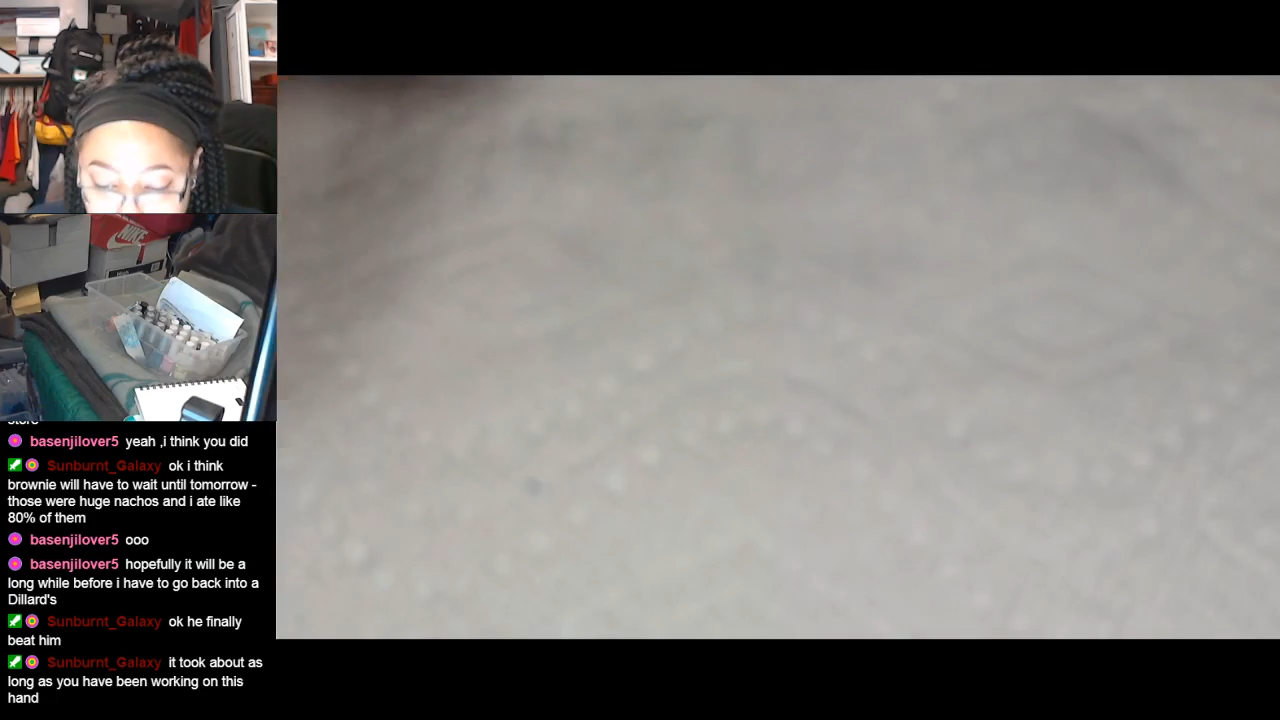 NIKE
store
basenjilover5 yeah ,i think you did
Sunburnt_Galaxy ok i think
brownie will have to wait until tomorrow -
those were huge nachos and i ate like
80% of them
basenjilover5 ooo
basenjilover5 hopefully it will be a
long while before i have to go back into a
Dillard's
Sunburnt_Galaxy ok he finally
beat him
Sunburnt_Galaxy it took about as
long as you have been working on this
hand